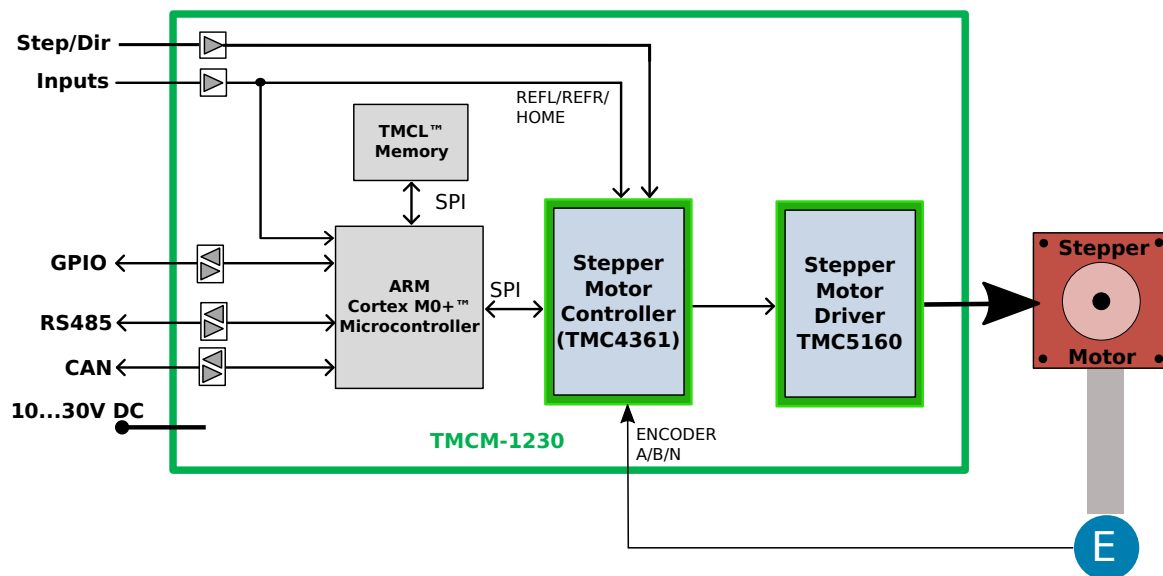 Step/Dir
Inputs
REFL/REFR/
HOME
TMCL™
Memory
SPI
GPIO
RS485
CAN
10...30V DC
ARM
Cortex M0+™
Microcontroller
SPI
Stepper
Motor
Controller
(TMC4361)
Stepper
Motor
Driver
TMC5160
Stepper
Motor
TMCM-1230
ENCODER
A/B/N
E